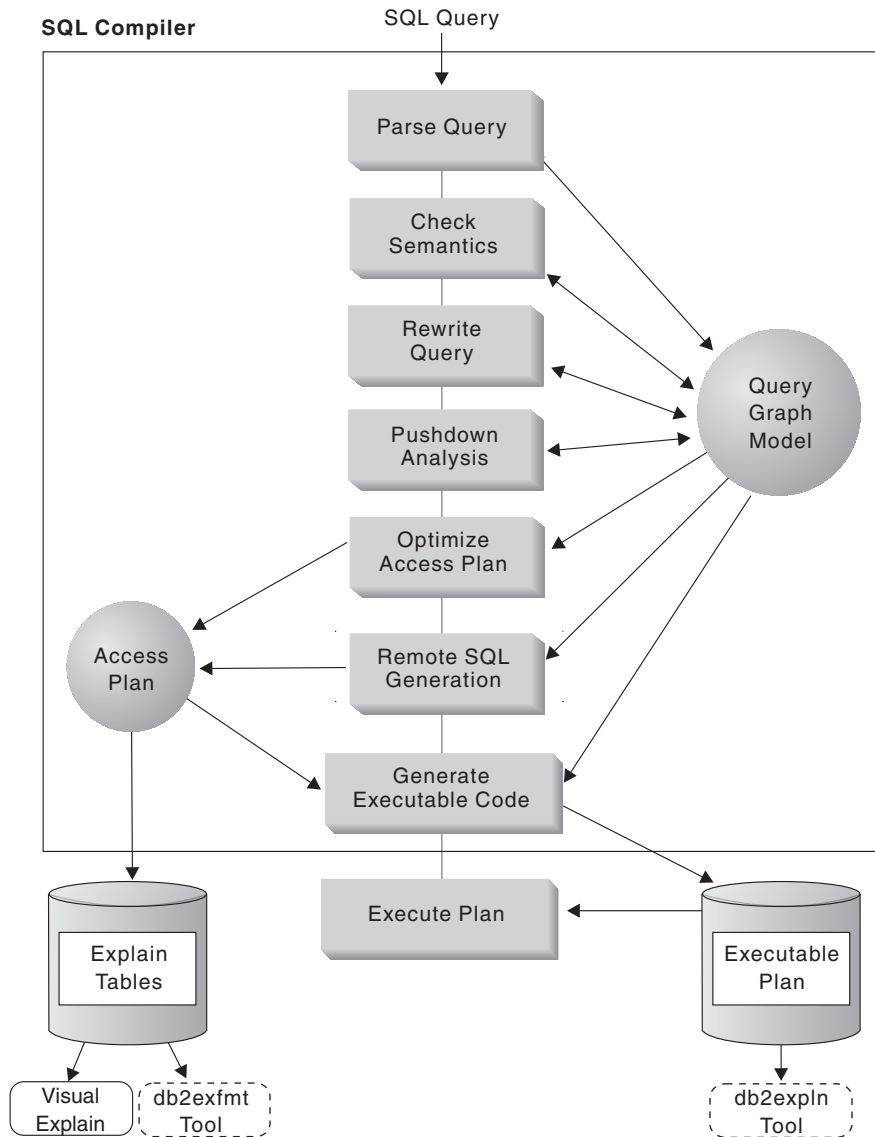 SQL Query
SQL Compiler
Parse Query
Check
Semantics
Rewrite
Query
Query
Graph
Model
Pushdown
Analysis
Optimize
Access Plan
Access
Plan
Remote SQL
Generation
Generate
Executable Code
Execute Plan
Explain
Tables
Executable
Plan
Visual
Explain
db2exfmt
Tool
db2expln
Tool